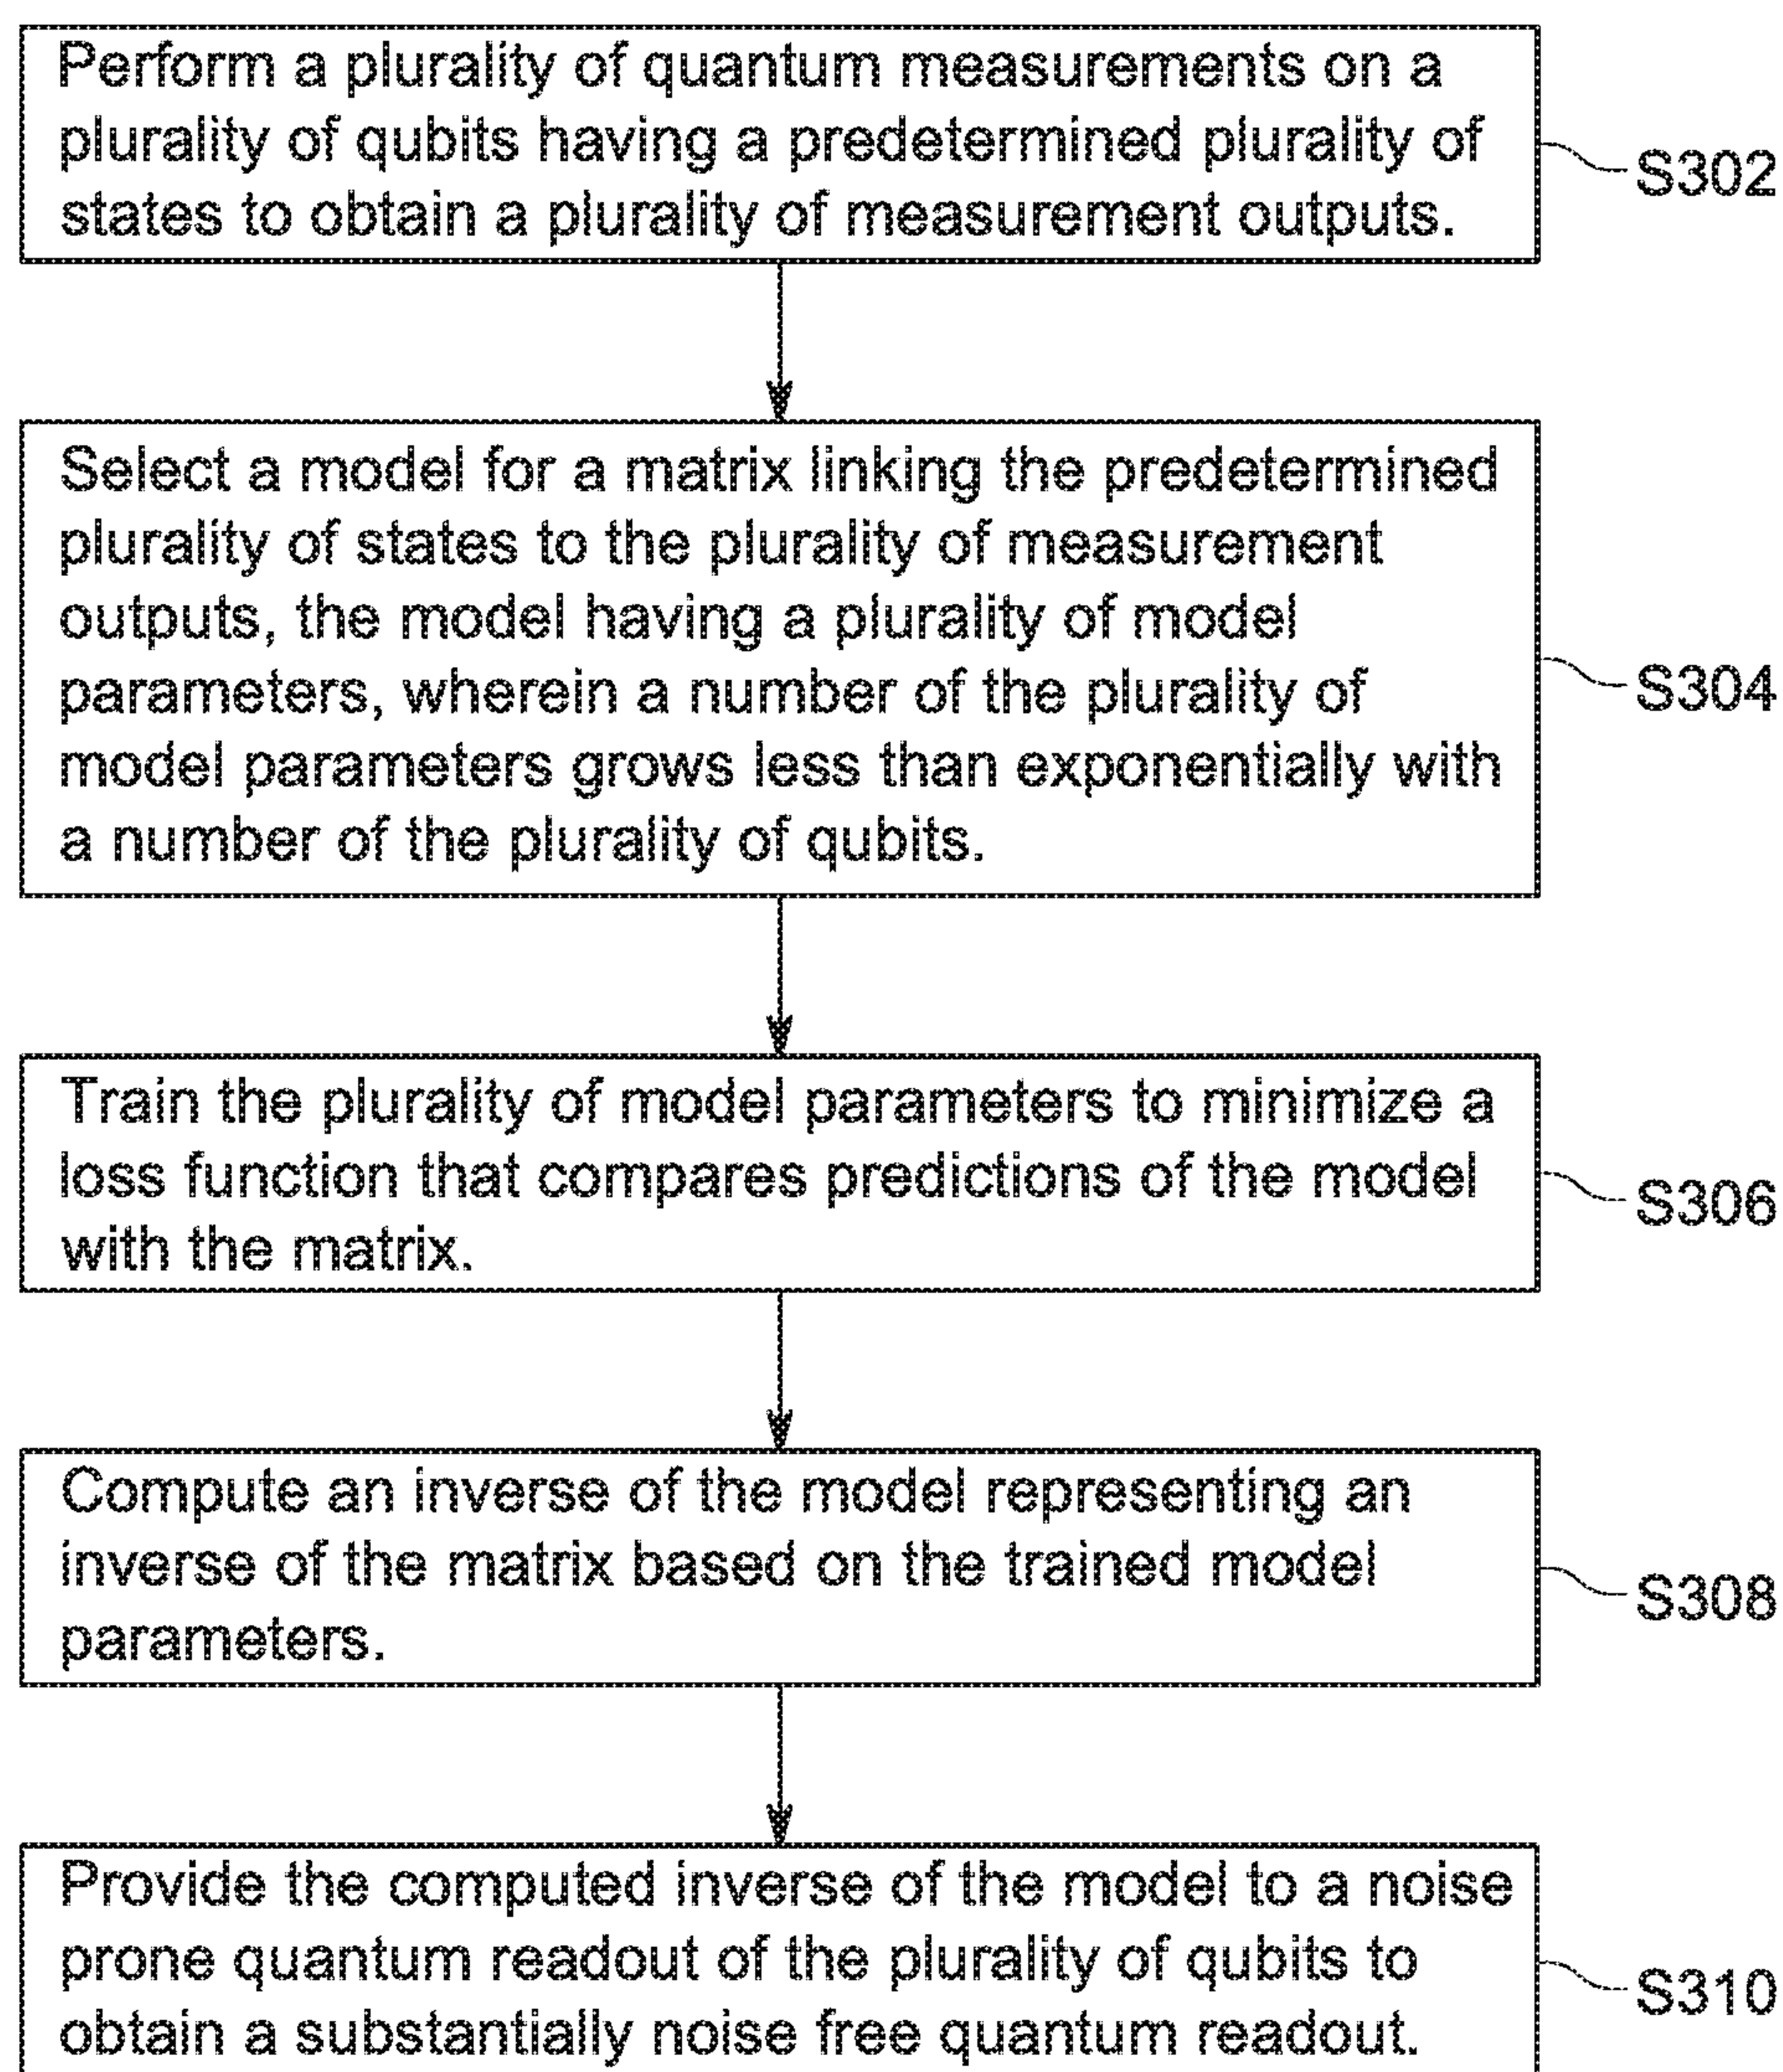 Perform a plurality of quantum measurements on a
plurality of qubits having a predetermined plurality of
states to obtain a plurality of measurement outputs.
S302
Select a model for a matrix linking the predetermined
plurality of states to the plurality of measurement
outputs, the model having a plurality of model
parameters, wherein a number of the plurality of
model parameters grows less than exponentially with
a number of the plurality of qubits.
S304
Train the plurality of model parameters to minimize a
loss function that compares predictions of the model
with the matrix.
S306
Compute an inverse of the model representing an
inverse of the matrix based on the trained model
parameters.
S308
Provide the computed inverse of the model to a noise
prone quantum readout of the plurality of qubits to
obtain a substantially noise free quantum readout.
S310